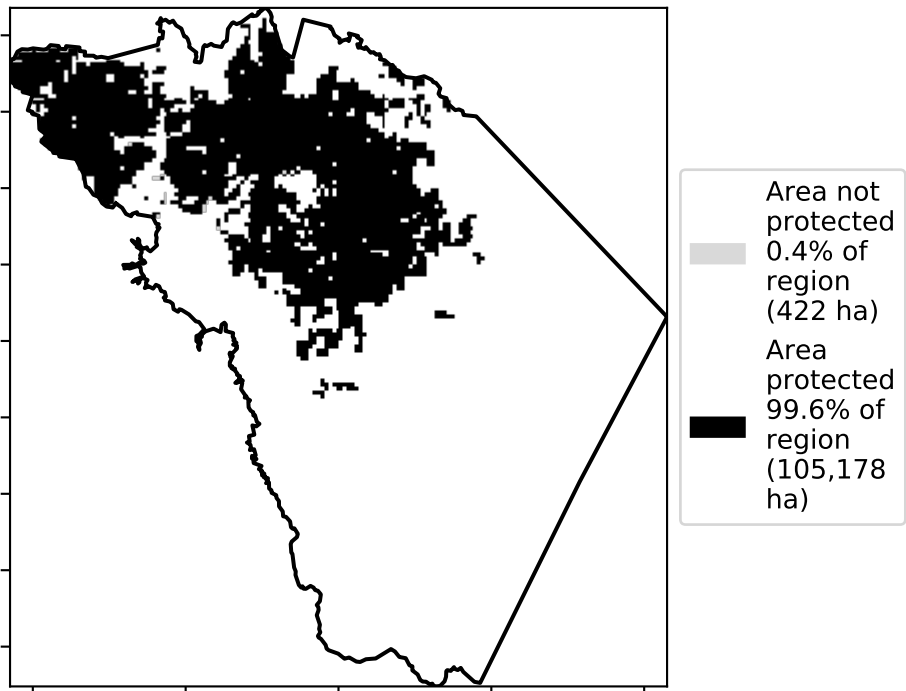 Area not
protected
0.4% of
region
(422 ha)
Area
protected
99.6% of
region
(105,178
ha)